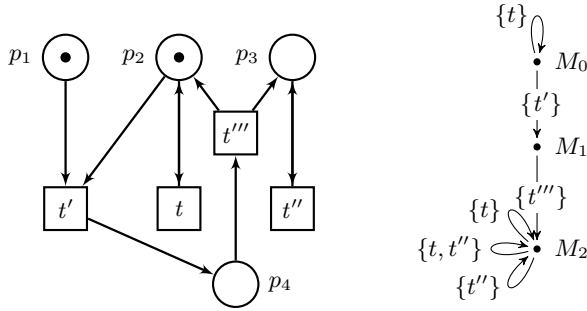 p₁
p₂
p₃
t‴
t′
t
t″
p₄
{t}
M₀
{t′}
M₁
{t‴}
{t}
{t, t″}
M₂
{t″}